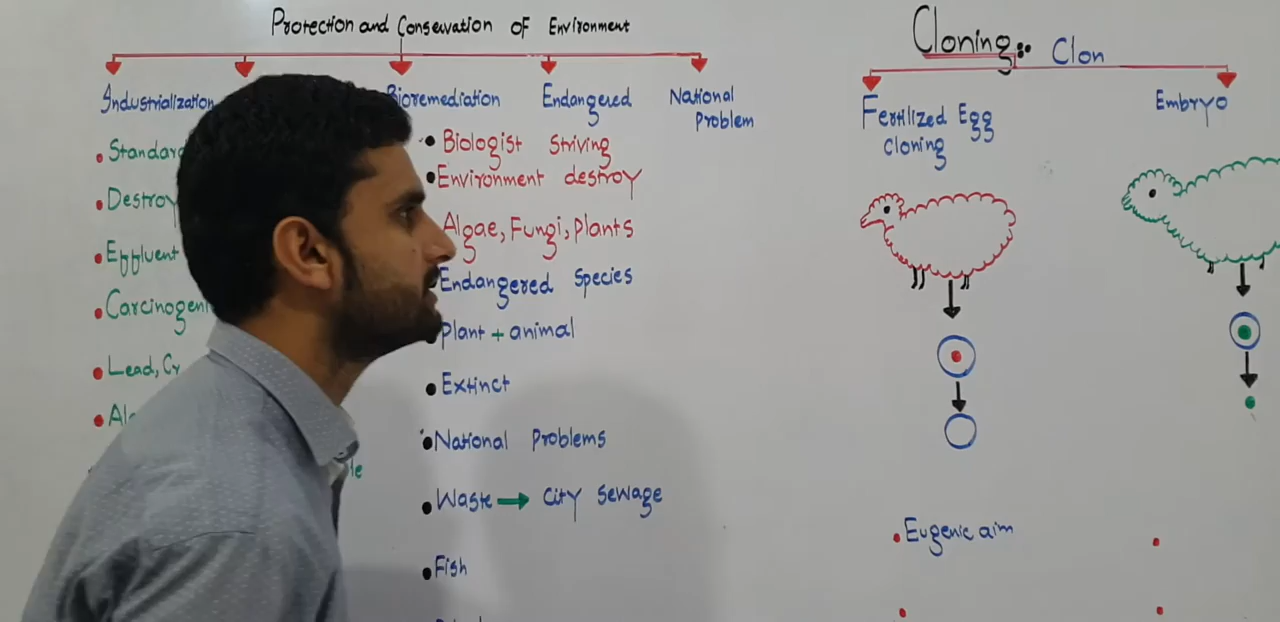 Protection and Conservation of Environment
Industrialization
Bioremediation
Endangered
National
Problem
Destroy
Effluent
Lead, Cr
Biologist Striving
Environment destroy
Algae, Fungi, Plants
Endangered Species
Plant + animal
Extinct
National Problems
Waste → City Sewage
Fish
Cloning: Clon
Fertilized Egg
cloning
Embryo
Eugenic aim